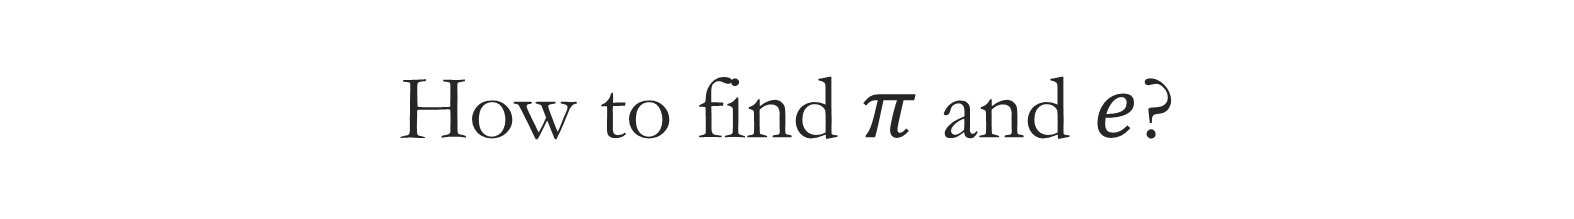 How to find π and e?